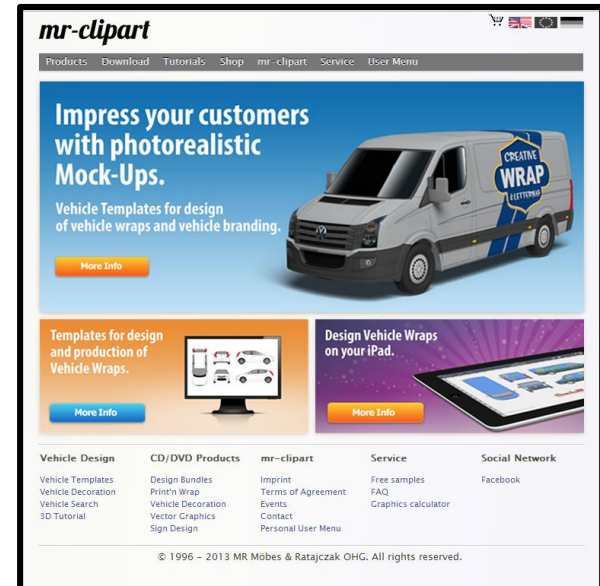 mr-clipart
Products Download Tutorials Shop mr-clipart Service User Menu
Impress your customers
with photorealistic
Mock-Ups.
Vehicle Templates for design
of vehicle wraps and vehicle branding.
More Info
CREATIVE
WRAP
& LETTERING
Templates for design
and production of
Vehicle Wraps.
More Info
Design Vehicle Wraps
on your iPad.
More Info
Vehicle Design
Vehicle Templates
Vehicle Decoration
Vehicle Search
3D Tutorial
CD/DVD Products
Design Bundles
Print'n Wrap
Vehicle Decoration
Vector Graphics
Sign Design
mr-clipart
Imprint
Terms of Agreement
Events
Contact
Personal User Menu
Service
Free samples
FAQ
Graphics calculator
Social Network
Facebook
© 1996 – 2013 MR Möbes & Ratajczak OHG. All rights reserved.